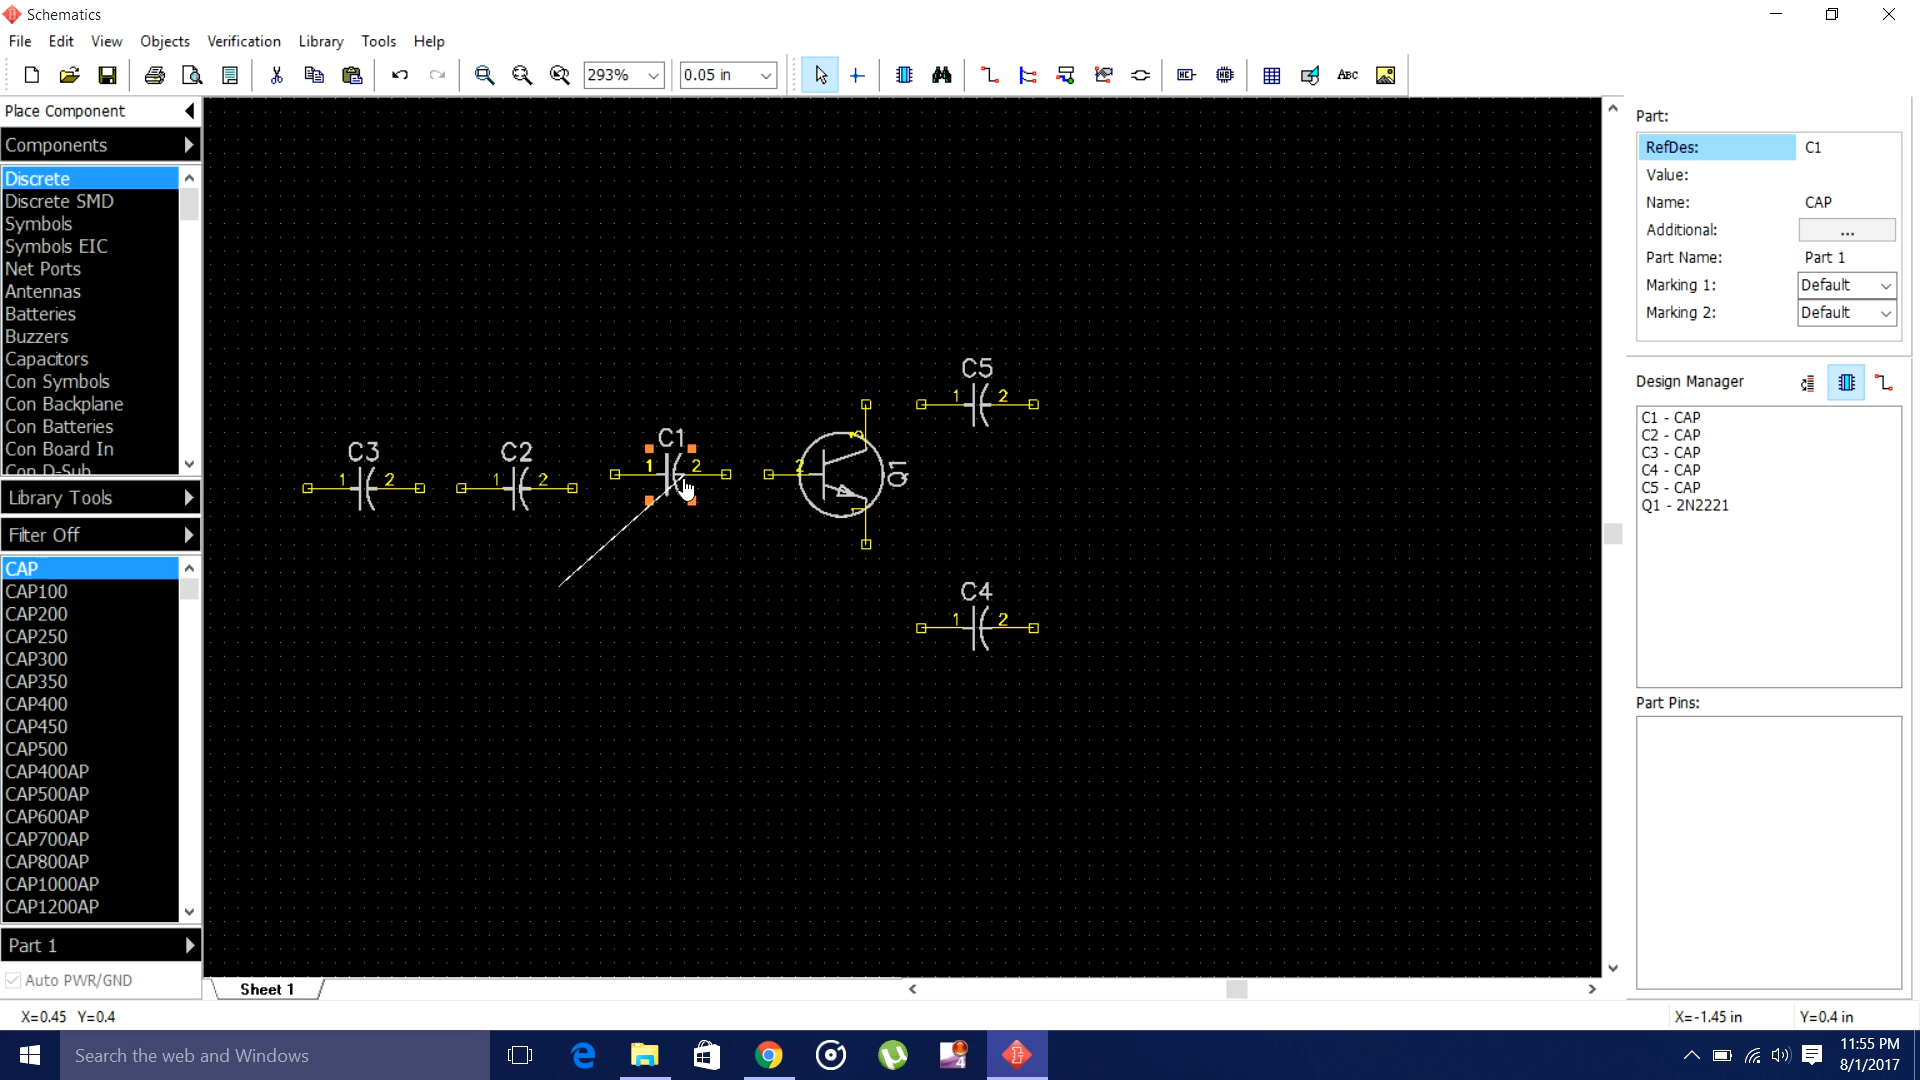 Schematics
File Edit View Objects Verification Library Tools Help
293% 0.05 in ABC
Place Component
Components
Discrete
Discrete SMD
Symbols
Symbols EIC
Net Ports
Antennas
Batteries
Buzzers
Capacitors
Con Symbols
Con Backplane
Con Batteries
Con Board In
Con D-Sub
Library Tools
Filter Off
CAP
CAP100
CAP200
CAP250
CAP300
CAP350
CAP400
CAP450
CAP500
CAP400AP
CAP500AP
CAP600AP
CAP700AP
CAP800AP
CAP1000AP
CAP1200AP
Part 1
Auto PWR/GND
C3
1 2
C2
1 2
C1
1 2
2 3 1 Q1
C5
1 2
C4
1 2
Sheet 1
Part:
RefDes: C1
Value:
Name: CAP
Additional: ...
Part Name: Part 1
Marking 1: Default
Marking 2: Default
Design Manager
C1 - CAP
C2 - CAP
C3 - CAP
C4 - CAP
C5 - CAP
Q1 - 2N2221
Part Pins:
X=0.45 Y=0.4
X=-1.45 in Y=0.4 in
Search the web and Windows
4
11:55 PM
8/1/2017